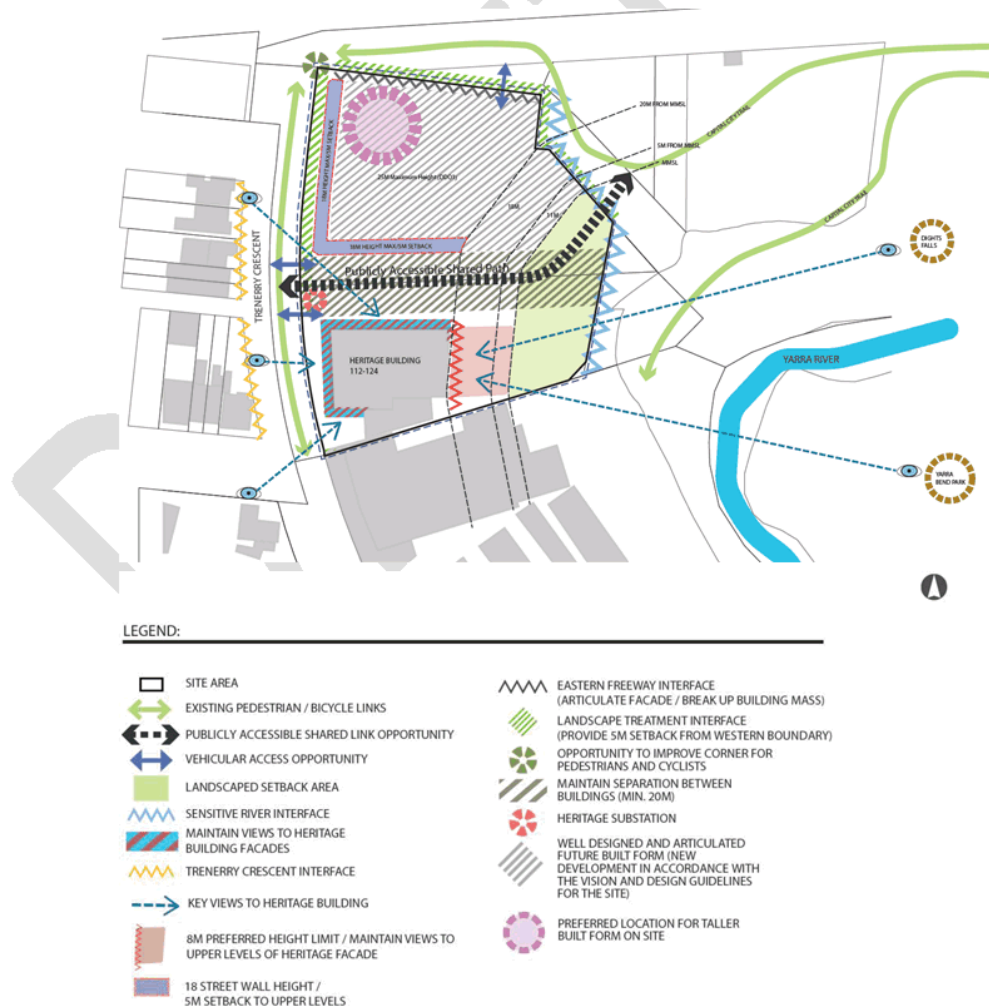 20M FROM MMSL
CAPITAL CITY TRAIL
5M FROM MMSL
MMSL
18M HEIGHT MAX/5M SETBACK
25M Maximum Height (DDO1)
18M
11M
CAPITAL CITY TRAIL
TRENERRY CRESCENT
18M HEIGHT MAX/5M SETBACK
Publicly Accessible Shared Path
DIGHTS
FALLS
HERITAGE BUILDING
112-124
YARRA RIVER
YARRA
BEND PARK
LEGEND:
SITE AREA
EXISTING PEDESTRIAN / BICYCLE LINKS
PUBLICLY ACCESSIBLE SHARED LINK OPPORTUNITY
VEHICULAR ACCESS OPPORTUNITY
LANDSCAPED SETBACK AREA
SENSITIVE RIVER INTERFACE
MAINTAIN VIEWS TO HERITAGE
BUILDING FACADES
TRENERRY CRESCENT INTERFACE
KEY VIEWS TO HERITAGE BUILDING
8M PREFERRED HEIGHT LIMIT / MAINTAIN VIEWS TO
UPPER LEVELS OF HERITAGE FACADE
18 STREET WALL HEIGHT /
5M SETBACK TO UPPER LEVELS
EASTERN FREEWAY INTERFACE
(ARTICULATE FACADE / BREAK UP BUILDING MASS)
LANDSCAPE TREATMENT INTERFACE
(PROVIDE 5M SETBACK FROM WESTERN BOUNDARY)
OPPORTUNITY TO IMPROVE CORNER FOR
PEDESTRIANS AND CYCLISTS
MAINTAIN SEPARATION BETWEEN
BUILDINGS (MIN. 20M)
HERITAGE SUBSTATION
WELL DESIGNED AND ARTICULATED
FUTURE BUILT FORM (NEW
DEVELOPMENT IN ACCORDANCE WITH
THE VISION AND DESIGN GUIDELINES
FOR THE SITE)
PREFERRED LOCATION FOR TALLER
BUILT FORM ON SITE